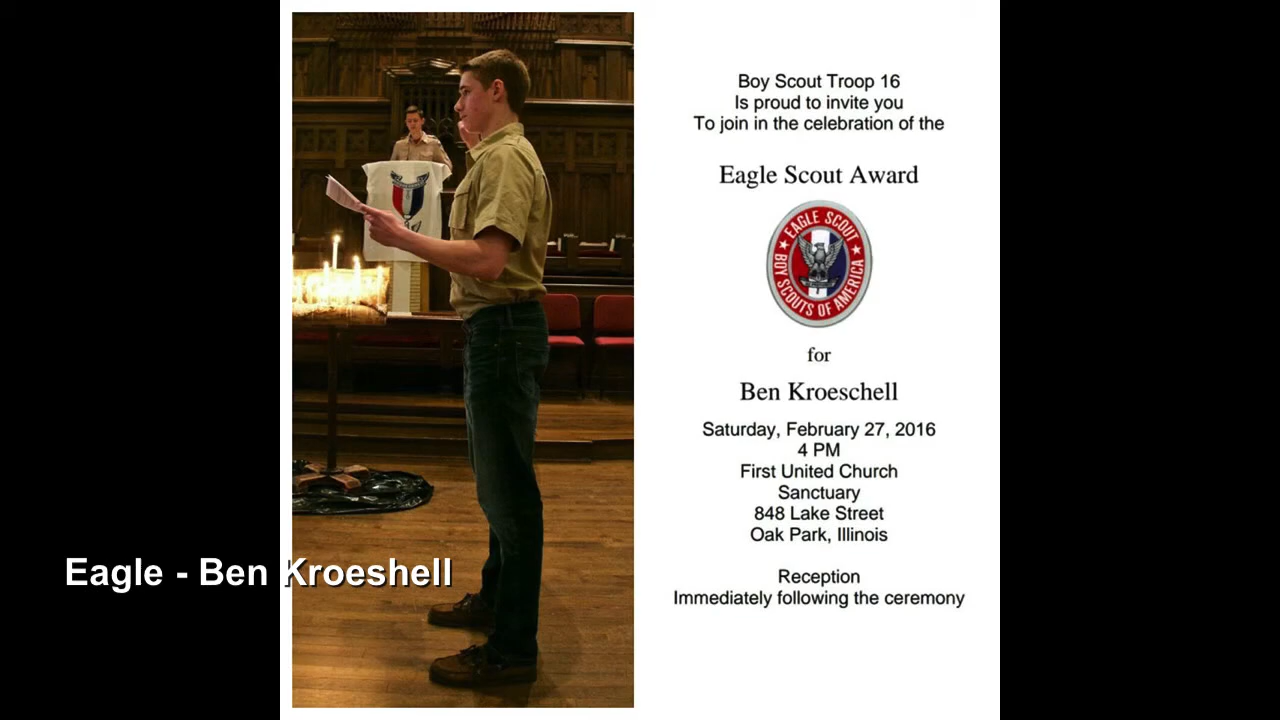 Boy Scout Troop 16
Is proud to invite you
To join in the celebration of the
Eagle Scout Award
EAGLE SCOUT
BOY SCOUTS OF AMERICA
for
Ben Kroeschell
Saturday, February 27, 2016
4 PM
First United Church
Sanctuary
848 Lake Street
Oak Park, Illinois
Reception
Immediately following the ceremony
Eagle - Ben Kroeshell